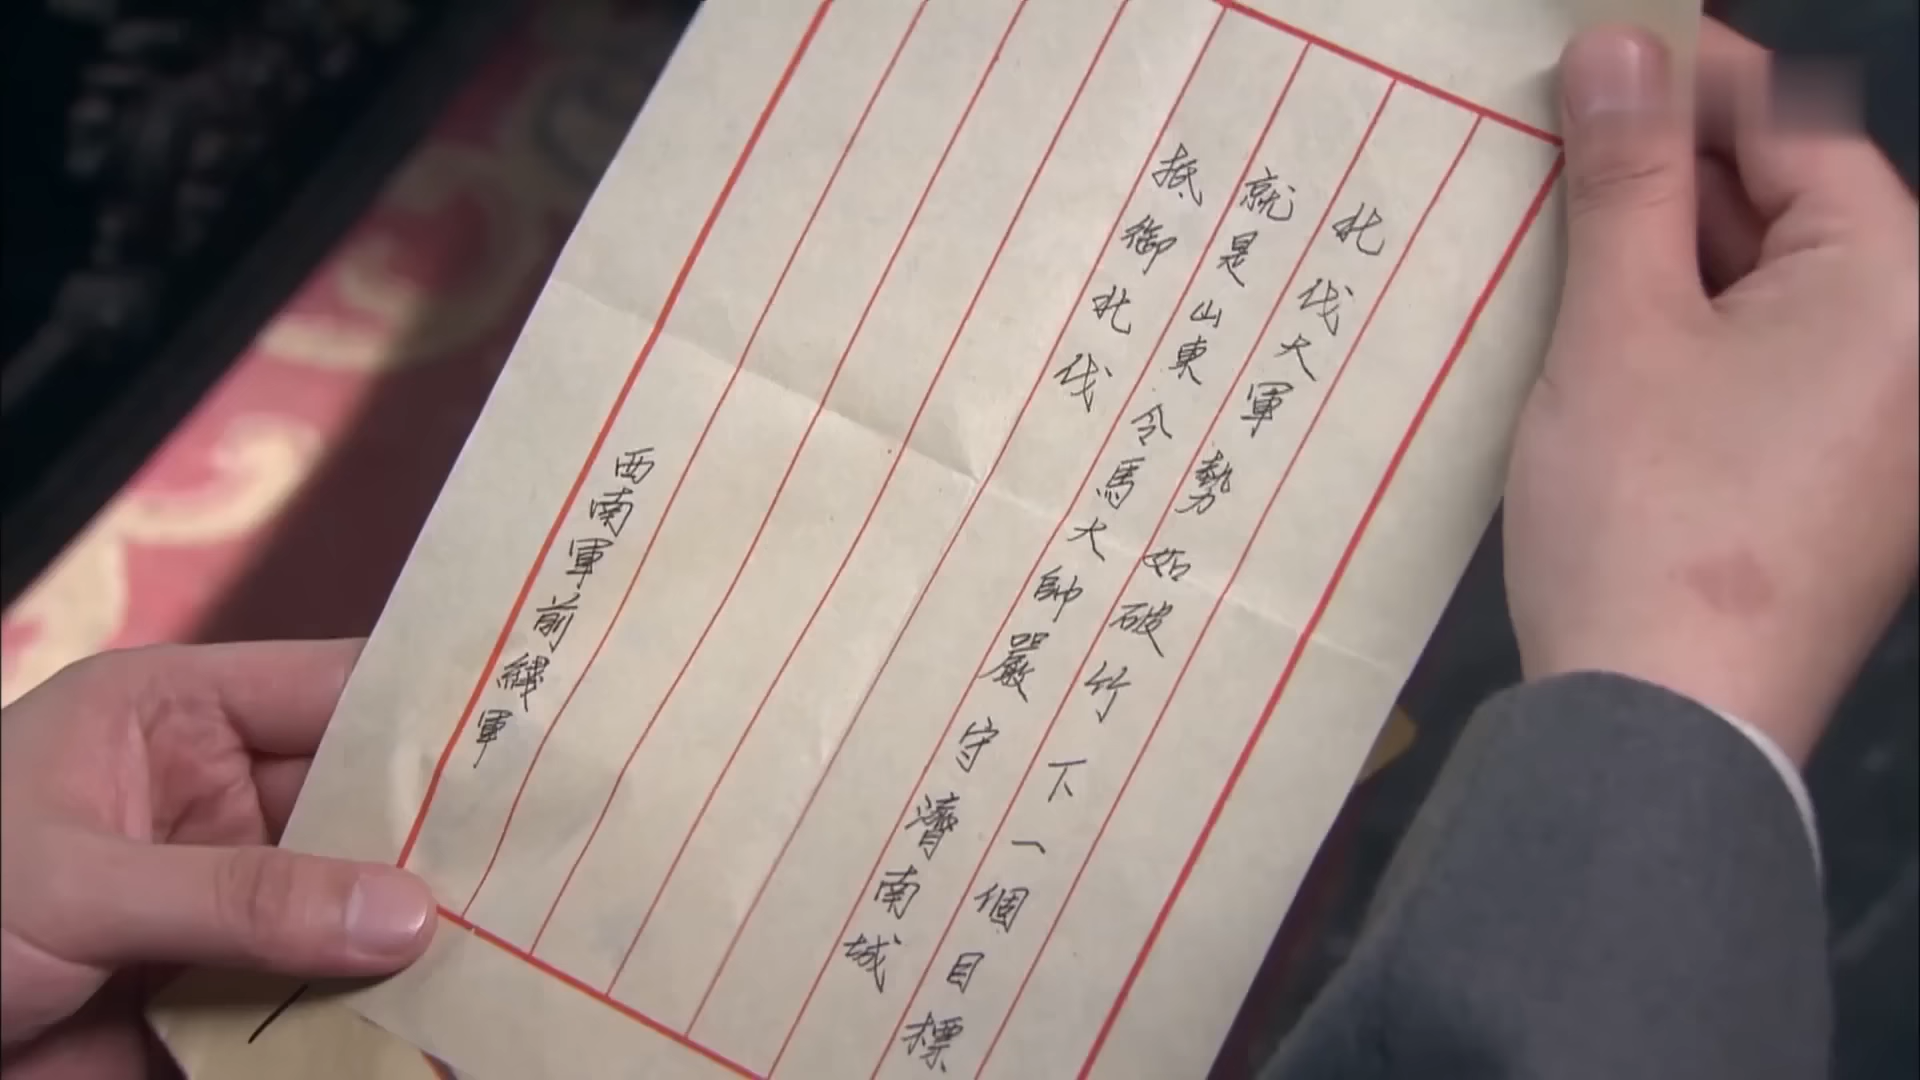 北伐大軍勢如破竹下一個目標
就是山東令馬大帥嚴守濟南城
抵御北伐
西南軍前綫軍